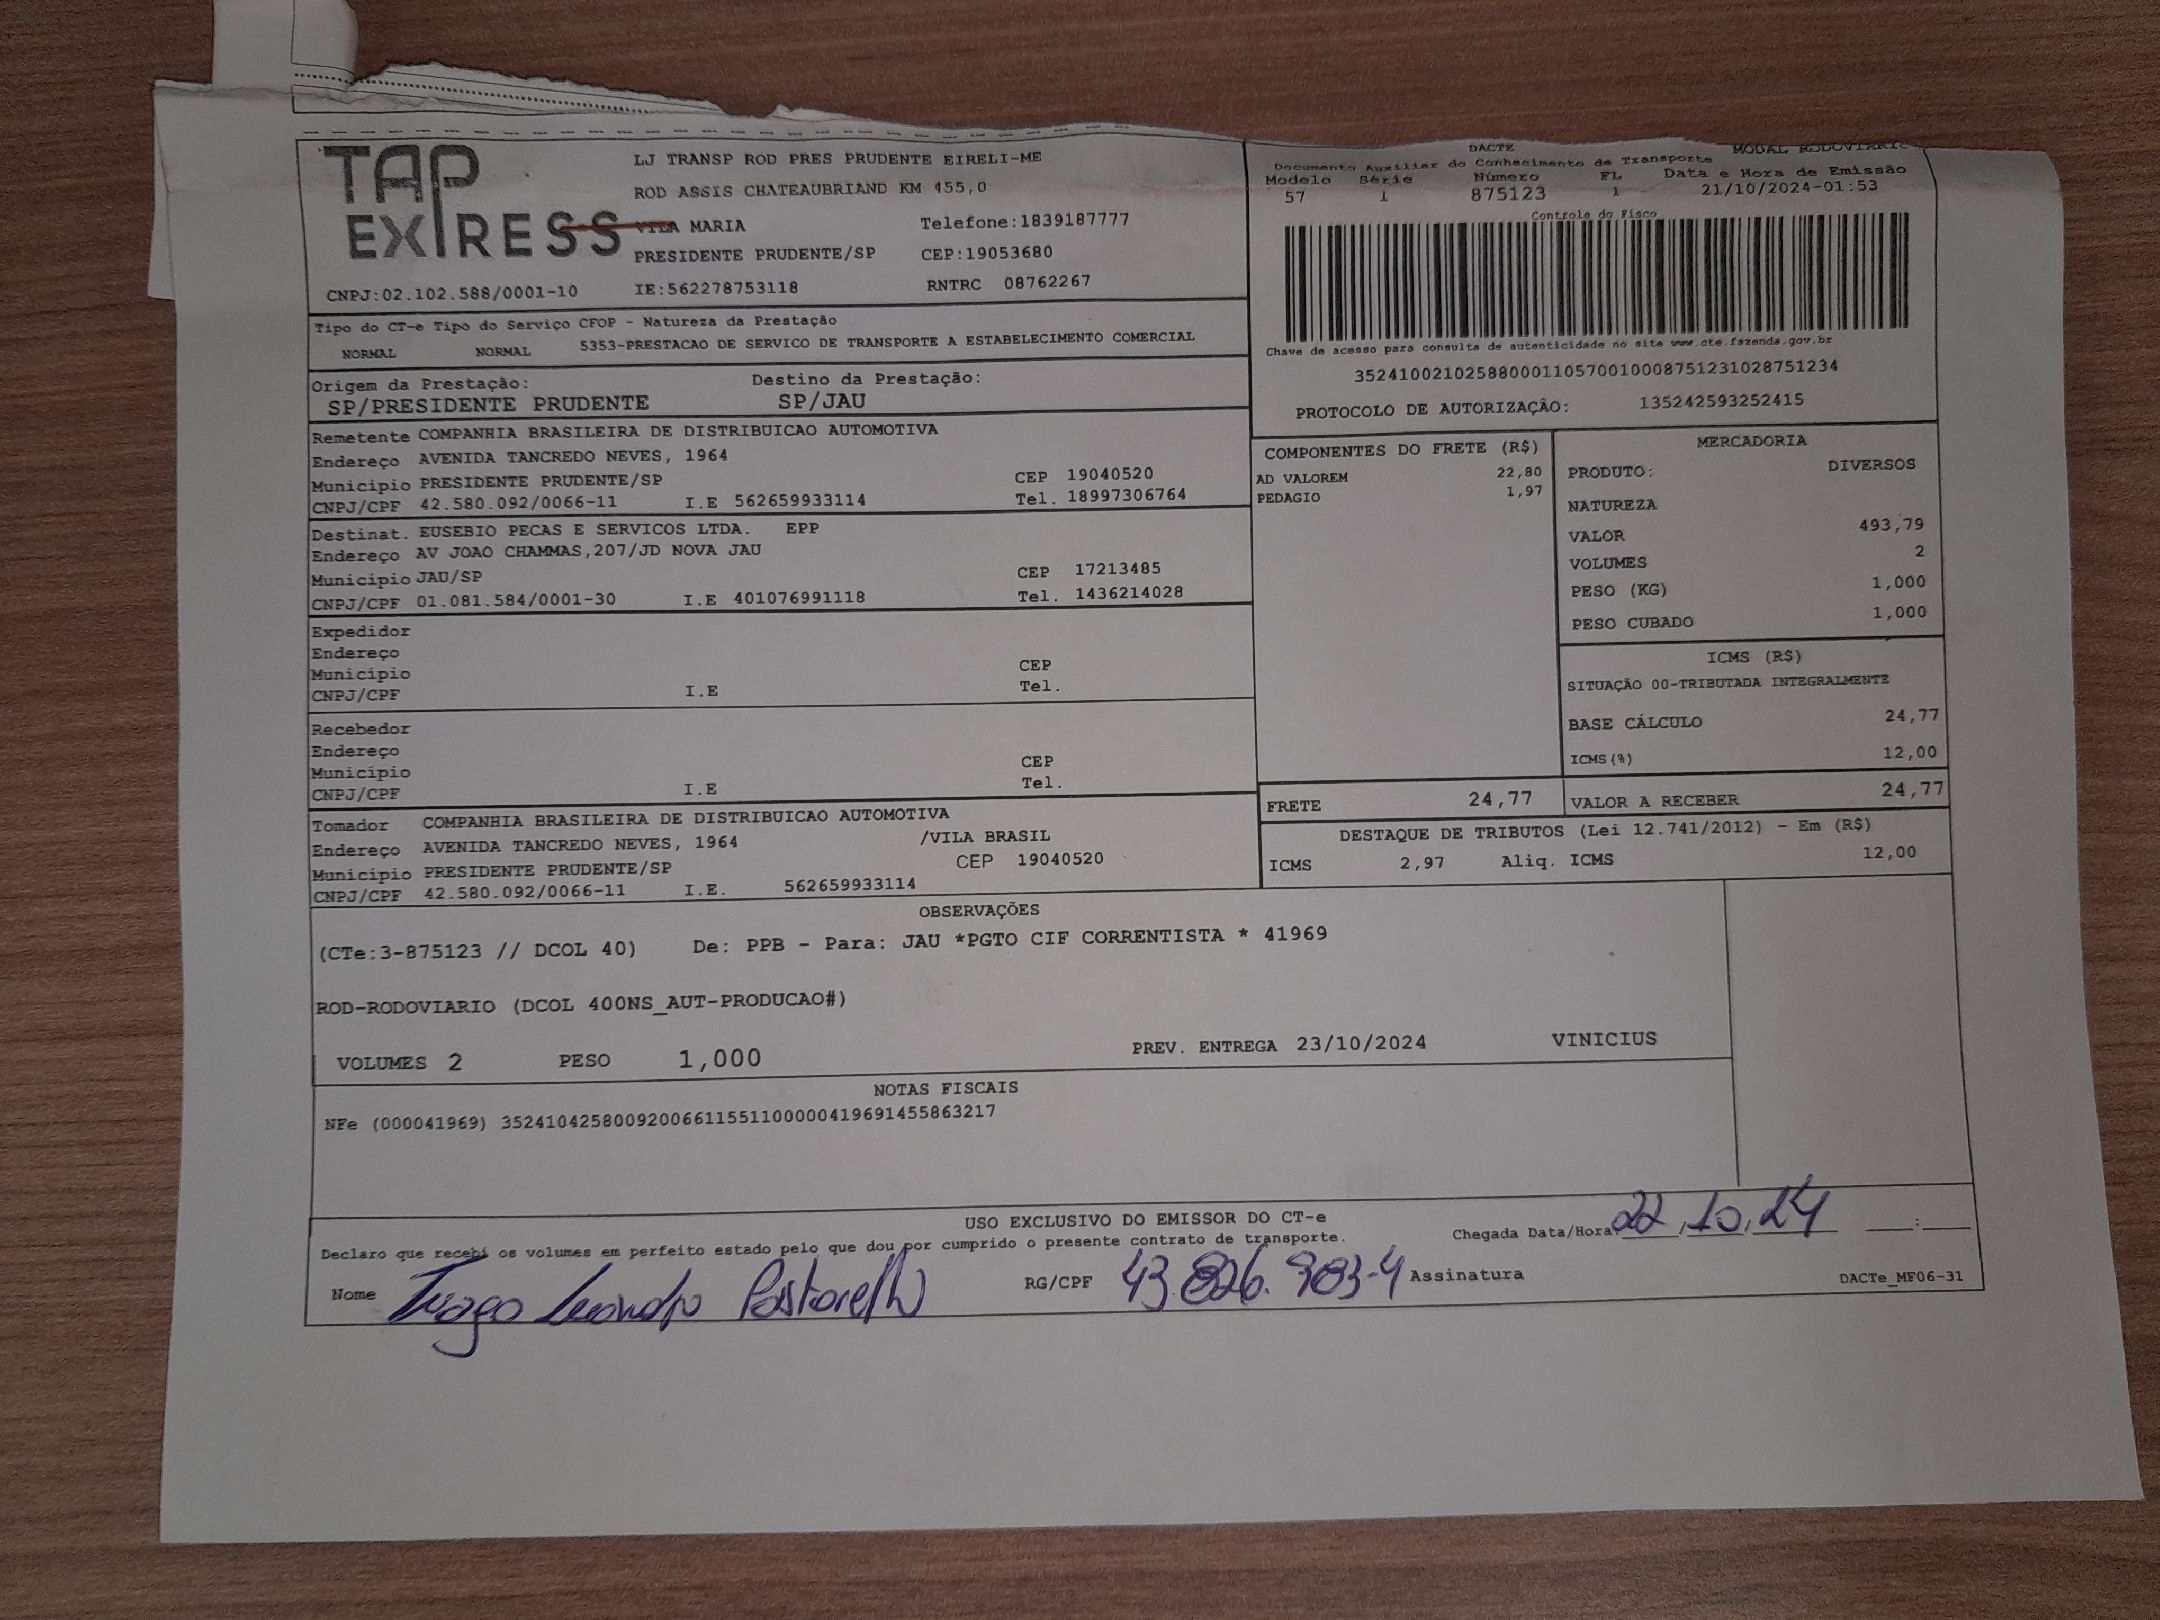 TAP
EXPRESS
LJ TRANSP ROD PRES PRUDENTE EIRELI-ME
ROD ASSIS CHATEAUBRIAND KM 455,0
VILA MARIA Telefone:1839187777
PRESIDENTE PRUDENTE/SP CEP:19053680
CNPJ:02.102.588/0001-10 IE:562278753118 RNTRC 08762267
DACTE MODAL RODOVIARIO
Documento Auxiliar do Conhecimento de Transporte
Modelo Série Número FL Data e Hora de Emissão
57 1 875123 1 21/10/2024-01:53
Controle do Fisco
Chave de acesso para consulta de autenticidade no site www.cte.fazenda.gov.br
35241002102588000110570010008751231028751234
PROTOCOLO DE AUTORIZAÇÃO: 135242593252415
Tipo do CT-e Tipo do Serviço CFOP - Natureza da Prestação
NORMAL NORMAL 5353-PRESTACAO DE SERVICO DE TRANSPORTE A ESTABELECIMENTO COMERCIAL
Origem da Prestação: Destino da Prestação:
SP/PRESIDENTE PRUDENTE SP/JAU
Remetente COMPANHIA BRASILEIRA DE DISTRIBUICAO AUTOMOTIVA
Endereço AVENIDA TANCREDO NEVES, 1964
Município PRESIDENTE PRUDENTE/SP CEP 19040520
CNPJ/CPF 42.580.092/0066-11 I.E 562659933114 Tel. 18997306764
Destinat. EUSEBIO PECAS E SERVICOS LTDA. EPP
Endereço AV JOAO CHAMMAS,207/JD NOVA JAU
Município JAU/SP CEP 17213485
CNPJ/CPF 01.081.584/0001-30 I.E 401076991118 Tel. 1436214028
Expedidor
Endereço
Município CEP
CNPJ/CPF I.E Tel.
Recebedor
Endereço
Município CEP
CNPJ/CPF I.E Tel.
Tomador COMPANHIA BRASILEIRA DE DISTRIBUICAO AUTOMOTIVA
Endereço AVENIDA TANCREDO NEVES, 1964 /VILA BRASIL
Município PRESIDENTE PRUDENTE/SP CEP 19040520
CNPJ/CPF 42.580.092/0066-11 I.E. 562659933114
COMPONENTES DO FRETE (R$)
AD VALOREM 22,80
PEDAGIO 1,97
MERCADORIA
PRODUTO: DIVERSOS
NATUREZA
VALOR 493,79
VOLUMES 2
PESO (KG) 1,000
PESO CUBADO 1,000
ICMS (R$)
SITUAÇÃO 00-TRIBUTADA INTEGRALMENTE
BASE CÁLCULO 24,77
ICMS(%) 12,00
FRETE 24,77 VALOR A RECEBER 24,77
DESTAQUE DE TRIBUTOS (Lei 12.741/2012) - Em (R$)
ICMS 2,97 Aliq. ICMS 12,00
OBSERVAÇÕES
(CTe:3-875123 // DCOL 40) De: PPB - Para: JAU *PGTO CIF CORRENTISTA * 41969
ROD-RODOVIARIO (DCOL 400NS_AUT-PRODUCAO#)
VOLUMES 2 PESO 1,000 PREV. ENTREGA 23/10/2024 VINICIUS
NOTAS FISCAIS
NFe (000041969) 35241042580092006611551100000419691455863217
USO EXCLUSIVO DO EMISSOR DO CT-e
Declaro que recebi os volumes em perfeito estado pelo que dou por cumprido o presente contrato de transporte. Chegada Data/Hora 22,10,24 :
Nome Tiago Leandro Pastorelli RG/CPF 43.826.983-4 Assinatura DACTe_MF06-31